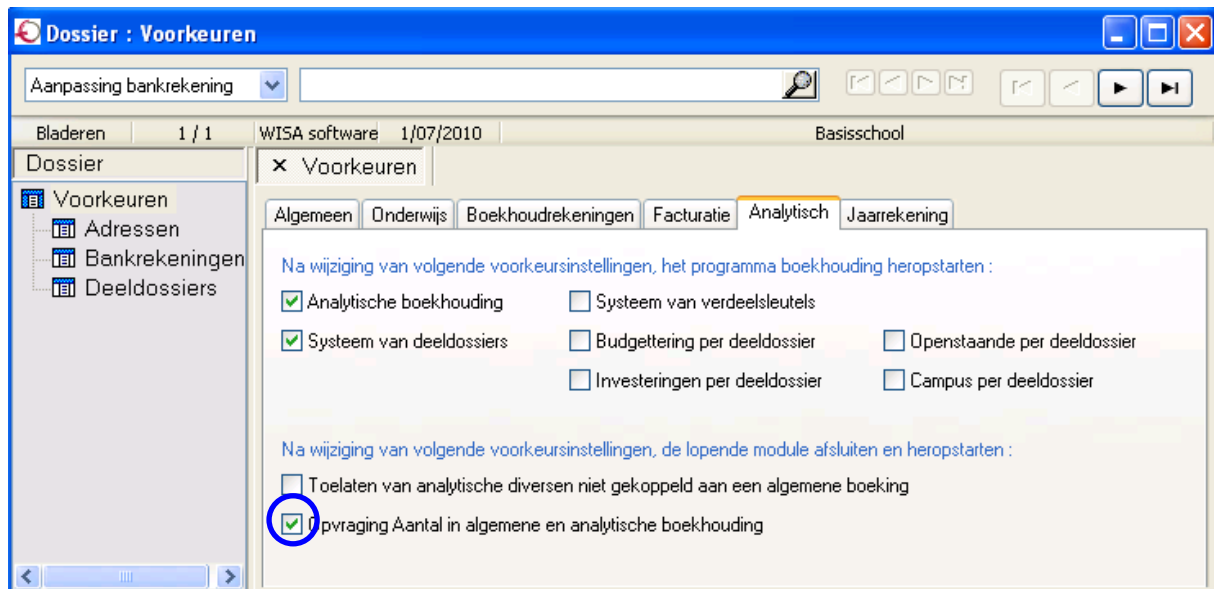 Dossier : Voorkeuren
Aanpassing bankrekening
Bladeren 1 / 1 WISA software 1/07/2010 Basisschool
Dossier
× Voorkeuren
Voorkeuren
Adressen
Bankrekeningen
Deeldossiers
Algemeen Onderwijs Boekhoudrekeningen Facturatie Analytisch Jaarrekening
Na wijziging van volgende voorkeursinstellingen, het programma boekhouding heropstarten :
Analytische boekhouding Systeem van verdeelsleutels
Systeem van deeldossiers Budgettering per deeldossier Openstaande per deeldossier
Investeringen per deeldossier Campus per deeldossier
Na wijziging van volgende voorkeursinstellingen, de lopende module afsluiten en heropstarten :
Toelaten van analytische diversen niet gekoppeld aan een algemene boeking
Opvraging Aantal in algemene en analytische boekhouding